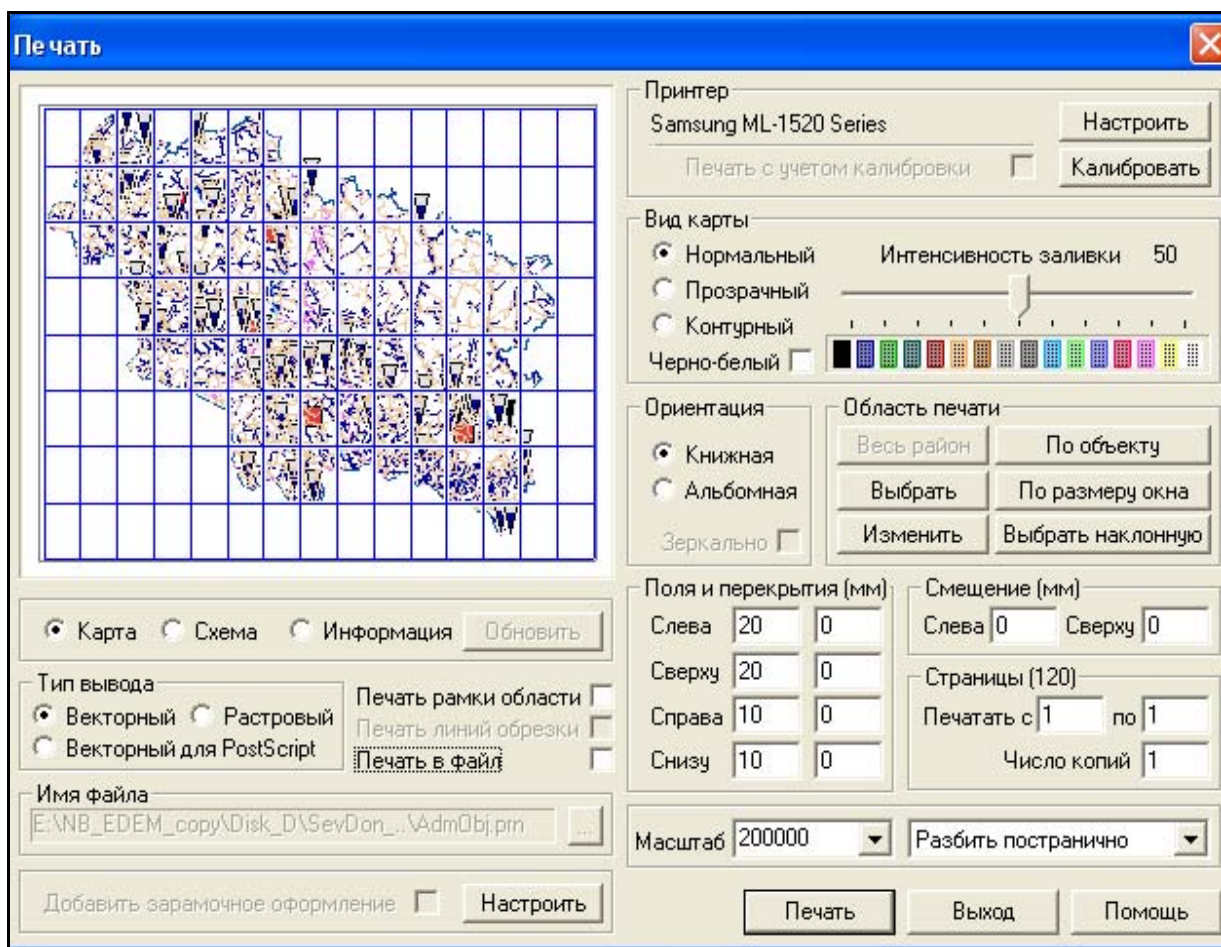 Печать
Принтер
Samsung ML-1520 Series
Настроить
Печать с учетом калибровки
Калибровать
Вид карты
Нормальный
Прозрачный
Контурный
Черно-белый
Интенсивность заливки 50
Ориентация
Книжная
Альбомная
Зеркально
Область печати
Весь район
По объекту
Выбрать
По размеру окна
Изменить
Выбрать наклонную
Карта
Схема
Информация
Обновить
Тип вывода
Векторный
Растровый
Векторный для PostScript
Печать рамки области
Печать линий обрезки
Печать в файл
Имя файла
E:\NB_EDEM_copy\Disk_D\SevDon_..\AdmObj.prn
...
Добавить зарамочное оформление
Настроить
Поля и перекрытия (мм)
Слева 20 0
Сверху 20 0
Справа 10 0
Снизу 10 0
Смещение (мм)
Слева 0 Сверху 0
Страницы (120)
Печатать с 1 по 1
Число копий 1
Масштаб 200000
Разбить постранично
Печать
Выход
Помощь